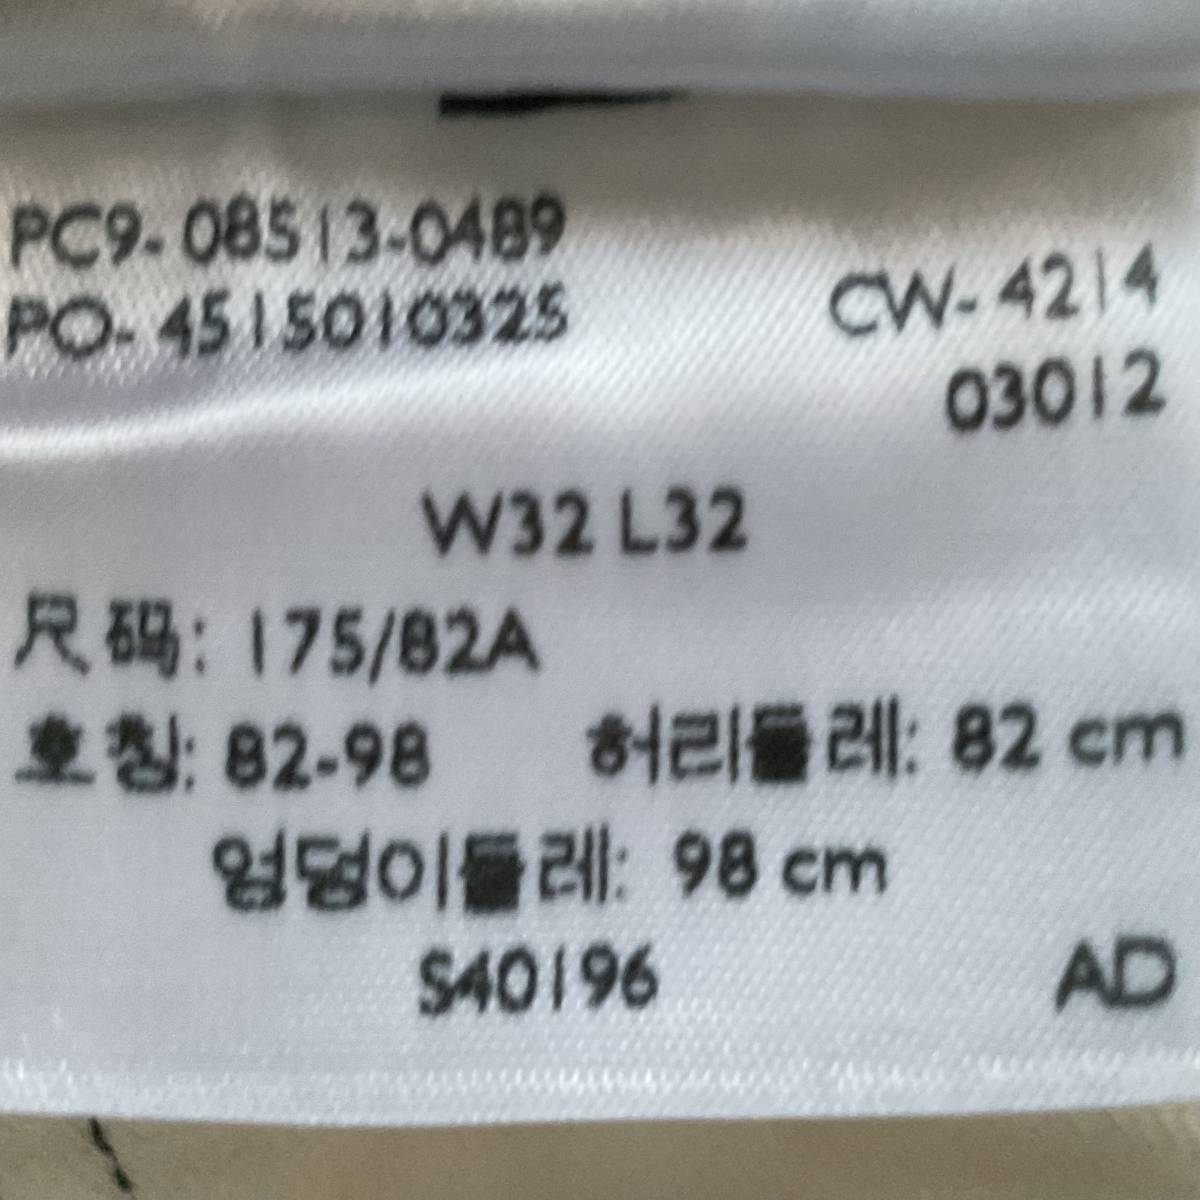 PC9-08513-0489
PO-4515010325
CW-4214
03012
W32 L32
尺码: 175/82A
호칭: 82-98 허리둘레: 82 cm
엉덩이둘레: 98 cm
S40196 AD